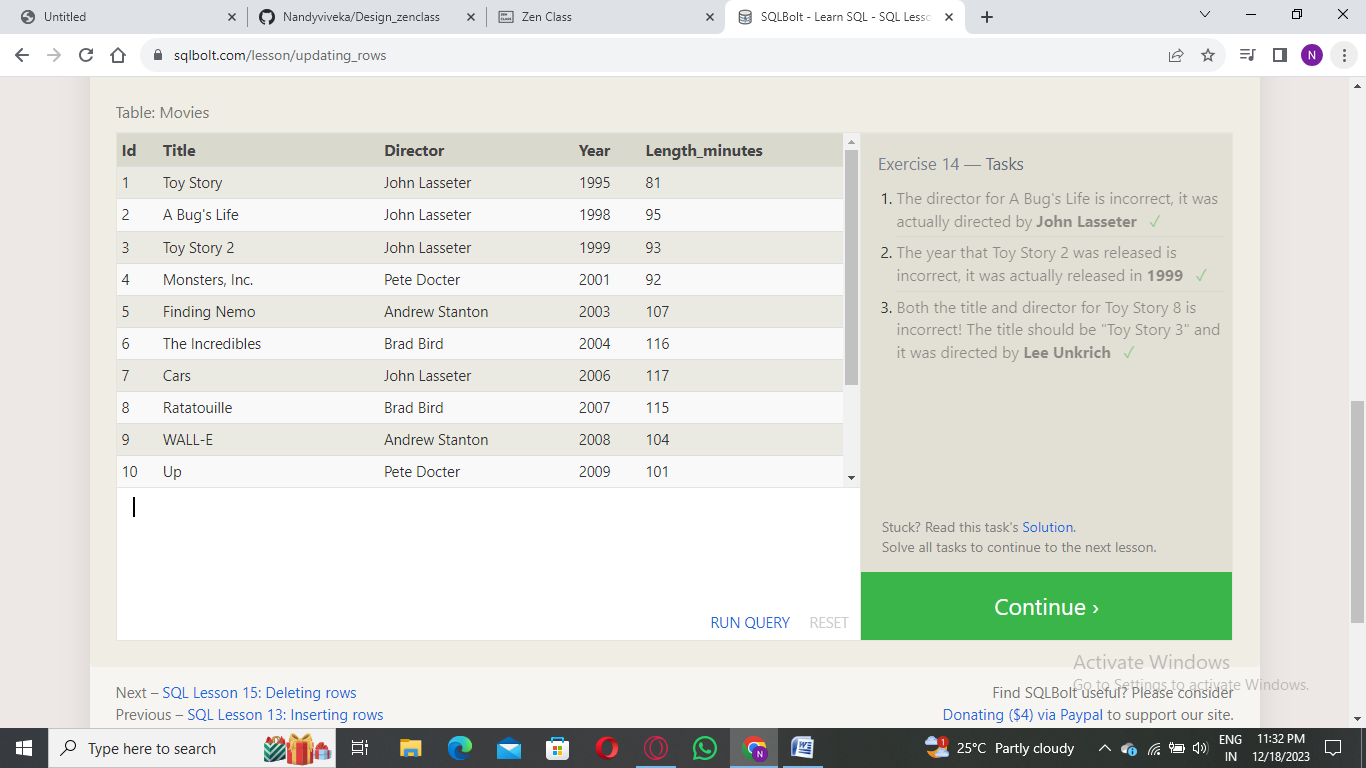 Untitled
Nandyviveka/Design_zenclass
Zen Class
SQLBolt - Learn SQL - SQL Lesso
sqlbolt.com/lesson/updating_rows
N
Table: Movies
Id Title Director Year Length_minutes
1 Toy Story John Lasseter 1995 81
2 A Bug's Life John Lasseter 1998 95
3 Toy Story 2 John Lasseter 1999 93
4 Monsters, Inc. Pete Docter 2001 92
5 Finding Nemo Andrew Stanton 2003 107
6 The Incredibles Brad Bird 2004 116
7 Cars John Lasseter 2006 117
8 Ratatouille Brad Bird 2007 115
9 WALL-E Andrew Stanton 2008 104
10 Up Pete Docter 2009 101
RUN QUERY RESET
Exercise 14 — Tasks
1. The director for A Bug's Life is incorrect, it was
actually directed by John Lasseter ✓
2. The year that Toy Story 2 was released is
incorrect, it was actually released in 1999 ✓
3. Both the title and director for Toy Story 8 is
incorrect! The title should be "Toy Story 3" and
it was directed by Lee Unkrich ✓
Stuck? Read this task's Solution.
Solve all tasks to continue to the next lesson.
Continue ›
Activate Windows
Go to Settings to activate Windows.
Next – SQL Lesson 15: Deleting rows
Previous – SQL Lesson 13: Inserting rows
Find SQLBolt useful? Please consider
Donating ($4) via Paypal to support our site.
Type here to search
1
N
25°C Partly cloudy
ENG
IN
11:32 PM
12/18/2023